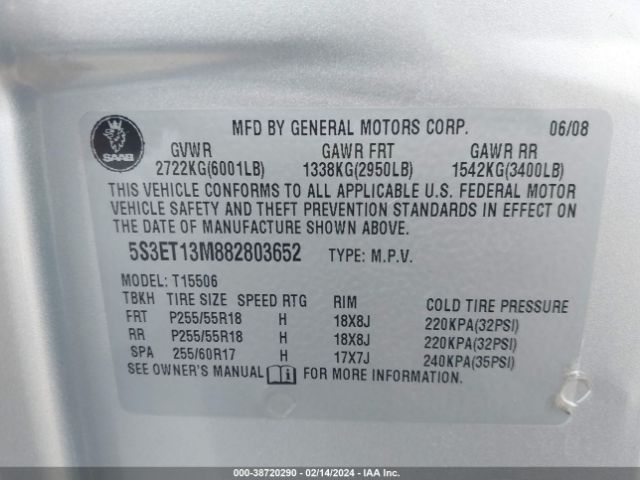 MFD BY GENERAL MOTORS CORP. 06/08
SAAB
GVWR GAWR FRT GAWR RR
2722KG(6001LB) 1338KG(2950LB) 1542KG(3400LB)
THIS VEHICLE CONFORMS TO ALL APPLICABLE U.S. FEDERAL MOTOR
VEHICLE SAFETY AND THEFT PREVENTION STANDARDS IN EFFECT ON
THE DATE OF MANUFACTURE SHOWN ABOVE.
5S3ET13M882803652 TYPE: M.P.V.
MODEL: T15506
TBKH TIRE SIZE SPEED RTG RIM COLD TIRE PRESSURE
FRT P255/55R18 H 18X8J 220KPA(32PSI)
RR P255/55R18 H 18X8J 220KPA(32PSI)
SPA 255/60R17 H 17X7J 240KPA(35PSI)
SEE OWNER'S MANUAL i FOR MORE INFORMATION.
000-38720290 - 02/14/2024 - IAA Inc.